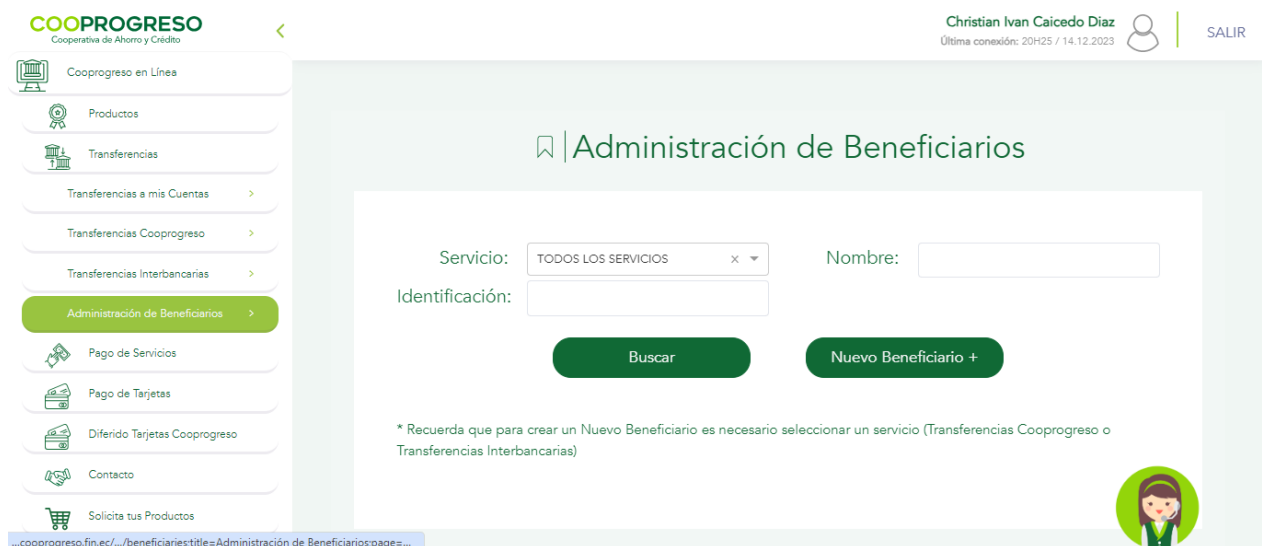 COOPROGRESO
Cooperativa de Ahorro y Crédito
Christian Ivan Caicedo Diaz
Última conexión: 20H25 / 14.12.2023
SALIR
Cooprogreso en Línea
Productos
Transferencias
Transferencias a mis Cuentas >
Transferencias Cooprogreso >
Transferencias Interbancarias >
Administración de Beneficiarios >
Pago de Servicios
Pago de Tarjetas
Diferido Tarjetas Cooprogreso
Contacto
Solicita tus Productos
...cooprogreso.fin.ec/.../beneficiaries;title=Administración de Beneficiarios;page=...
Administración de Beneficiarios
Servicio: TODOS LOS SERVICIOS x
Nombre:
Identificación:
Buscar
Nuevo Beneficiario +
* Recuerda que para crear un Nuevo Beneficiario es necesario seleccionar un servicio (Transferencias Cooprogreso o
Transferencias Interbancarias)